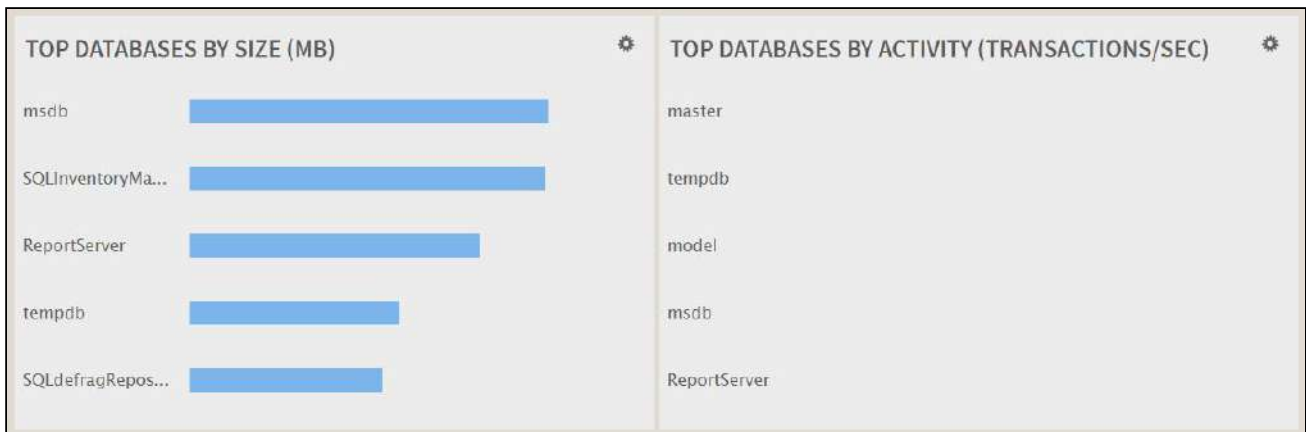 TOP DATABASES BY SIZE (MB)
msdb
SQLInventoryMa...
ReportServer
tempdb
SQLdefragRepos...
TOP DATABASES BY ACTIVITY (TRANSACTIONS/SEC)
master
tempdb
model
msdb
ReportServer